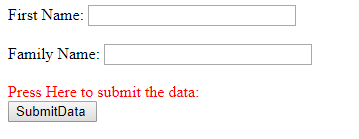 First Name:
Family Name:
Press Here to submit the data:
SubmitData